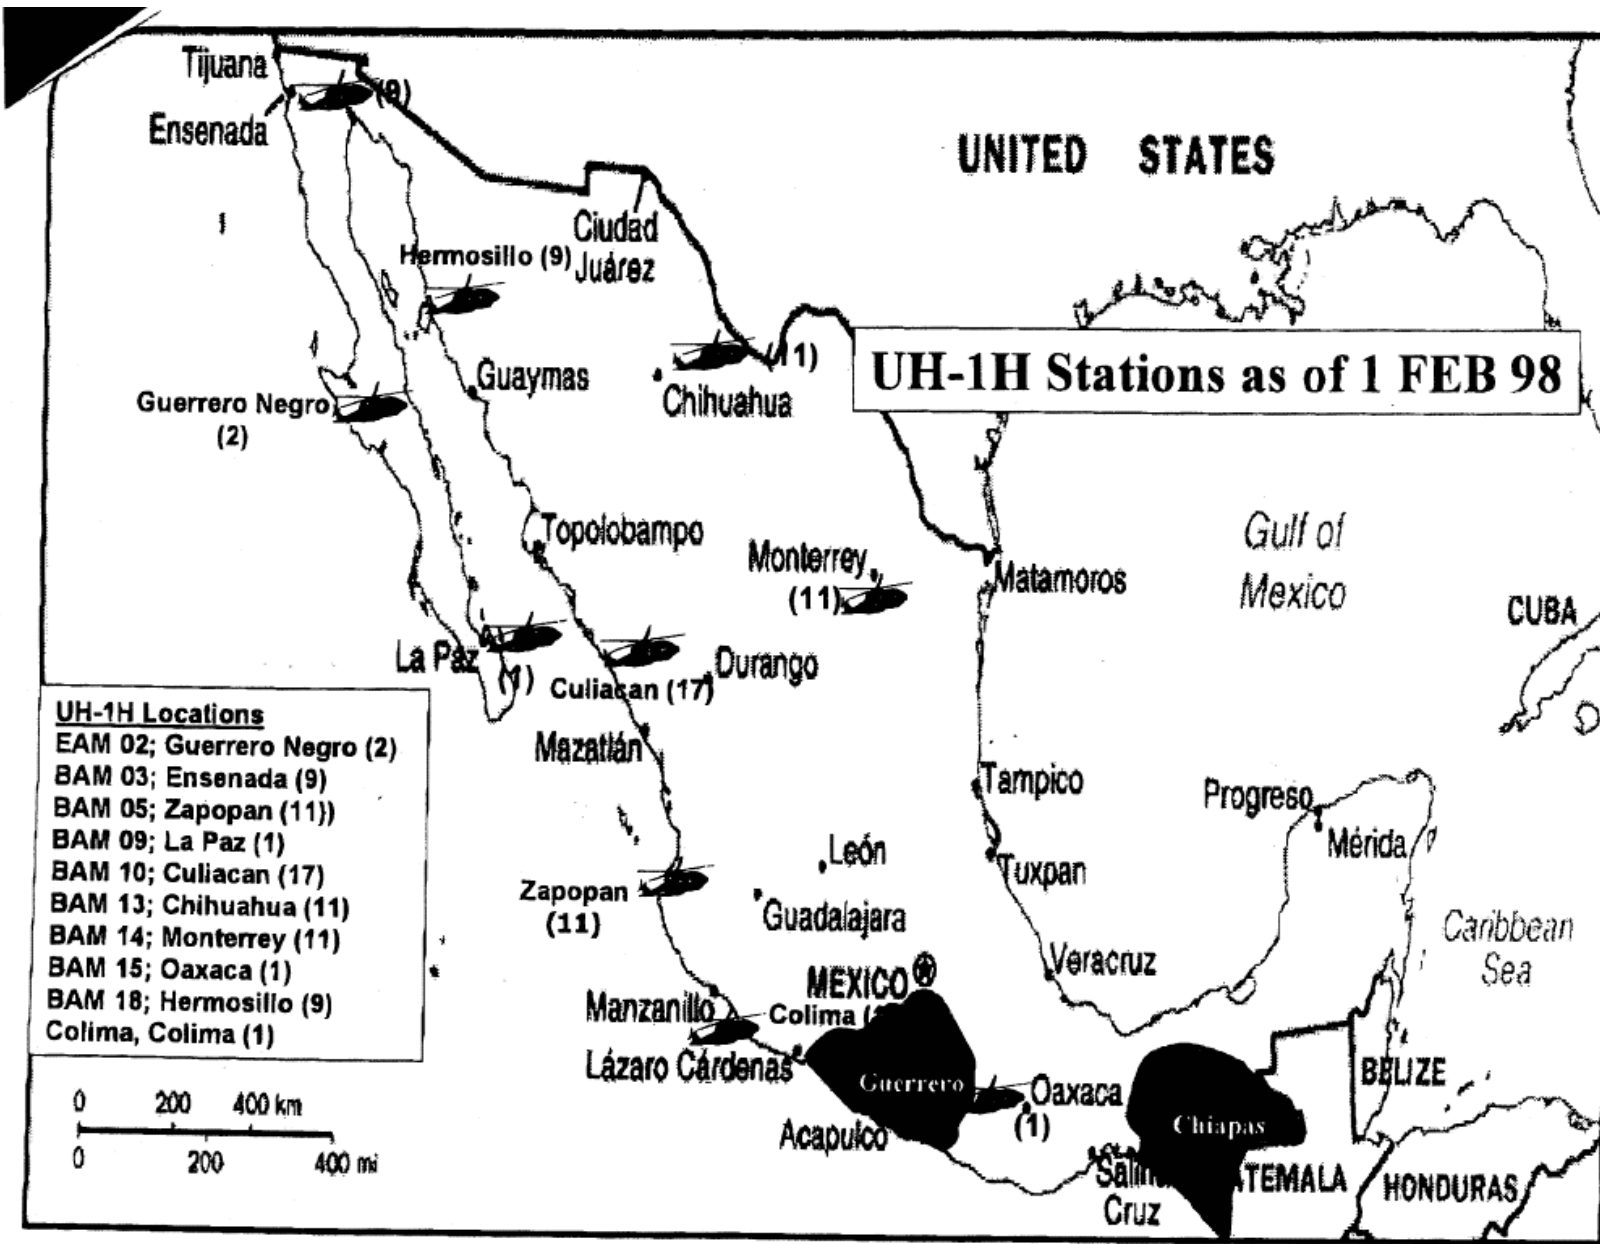 Tijuana
(9)
Ensenada
UNITED STATES
Ciudad
Juárez
Hermosillo (9)
(11)
Chihuahua
UH-1H Stations as of 1 FEB 98
Guaymas
Guerrero Negro
(2)
Topolobampo
Gulf of
Mexico
Monterrey
(11)
Matamoros
CUBA
La Paz
(1)
Culiacan (17)
Durango
Mazatlán
UH-1H Locations
EAM 02; Guerrero Negro (2)
BAM 03; Ensenada (9)
BAM 05; Zapopan (11))
BAM 09; La Paz (1)
BAM 10; Culiacan (17)
BAM 13; Chihuahua (11)
BAM 14; Monterrey (11)
BAM 15; Oaxaca (1)
BAM 18; Hermosillo (9)
Colima, Colima (1)
Tampico
Progreso
Mérida
León
Tuxpan
Zapopan
(11)
Guadalajara
Caribbean
Sea
Veracruz
MEXICO
Manzanillo
Colima
Lázaro Cárdenas
Guerrero
Oaxaca
(1)
BELIZE
Chiapas
Acapulco
Cruz
TEMALA
HONDURAS
0 200 400 km
0 200 400 mi